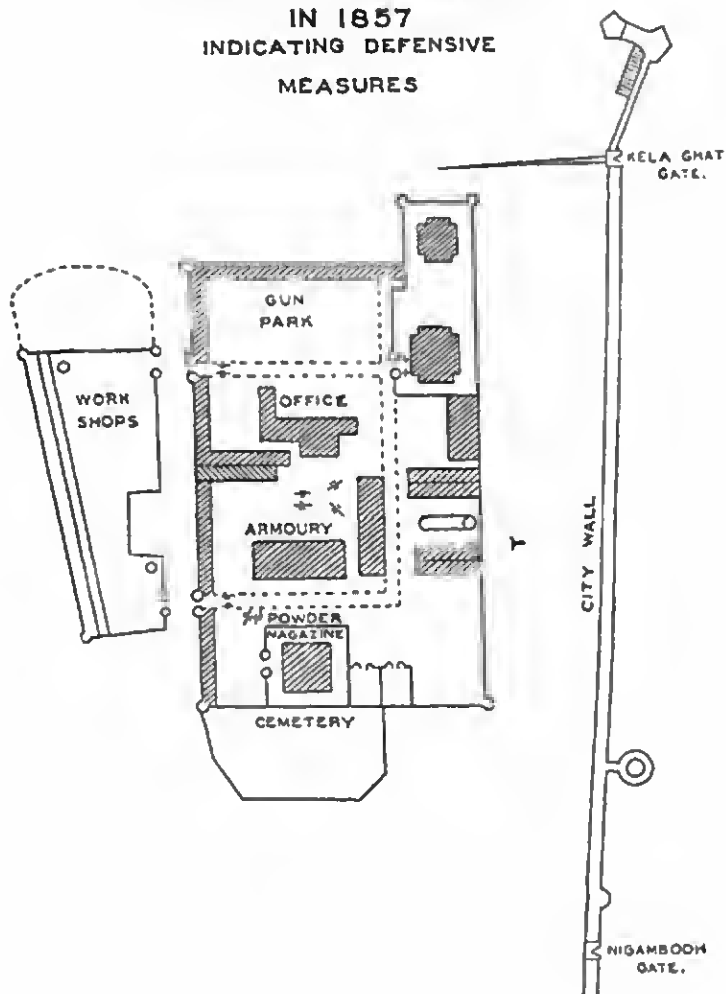 IN 1857
INDICATING DEFENSIVE
MEASURES
KELA GHAT
GATE.
GUN
PARK
WORK
SHOPS
OFFICE
ARMOURY
CITY WALL
POWDER
MAGAZINE
CEMETERY
NIGAMBODH
GATE.